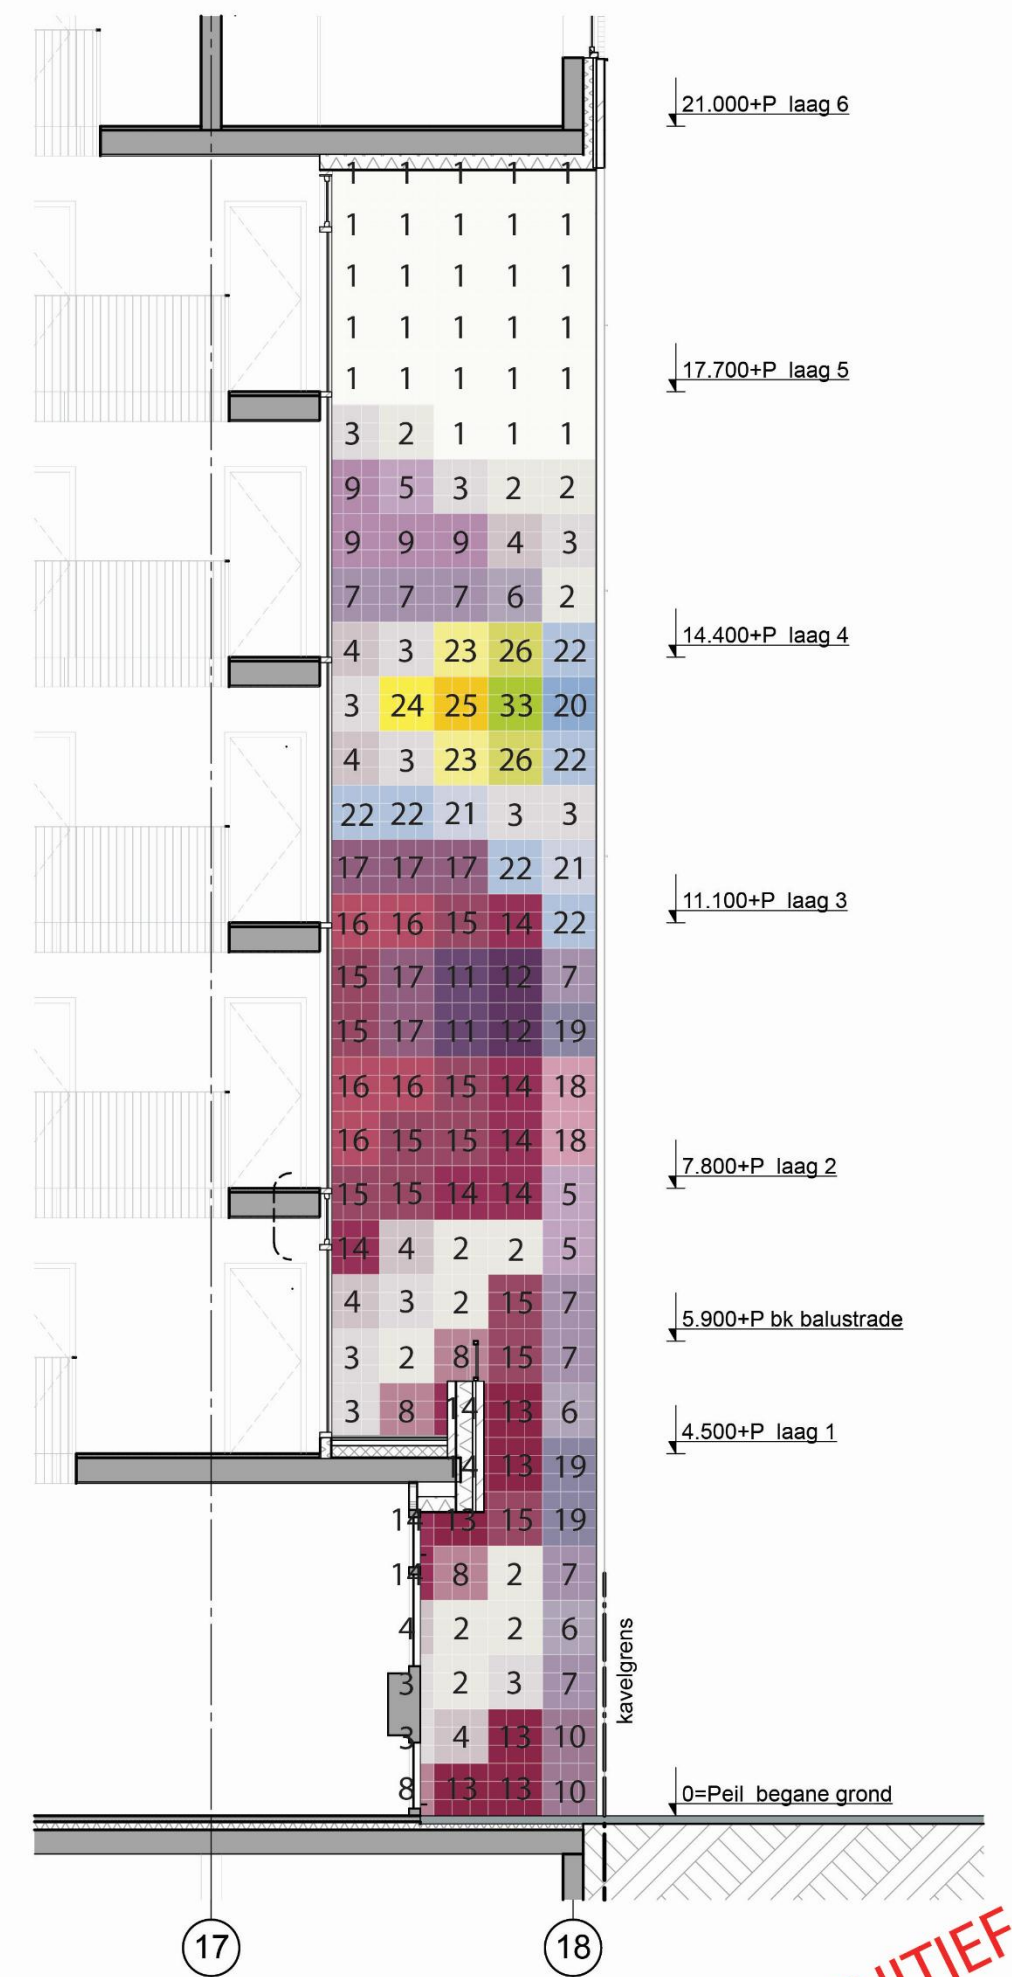 21.000+P laag 6
1 1 1 1 1
1 1 1 1 1
1 1 1 1 1
1 1 1 1 1
17.700+P laag 5
1 1 1 1 1
3 2 1 1 1
9 5 3 2 2
9 9 9 4 3
7 7 7 6 2
14.400+P laag 4
4 3 23 26 22
3 24 25 33 20
4 3 23 26 22
22 22 21 3 3
17 17 17 22 21
11.100+P laag 3
16 16 15 14 22
15 17 11 12 7
15 17 11 12 19
16 16 15 14 18
16 15 15 14 18
7.800+P laag 2
15 15 14 14 5
14 4 2 2 5
4 3 2 15 7
5.900+P bk balustrade
3 2 8 15 7
3 8 14 13 6
4.500+P laag 1
14 13 19
14 13 15 19
14 8 2 7
4 2 2 6
kavelgrens
3 2 3 7
3 4 13 10
8 13 13 10
0=Peil begane grond
17 18